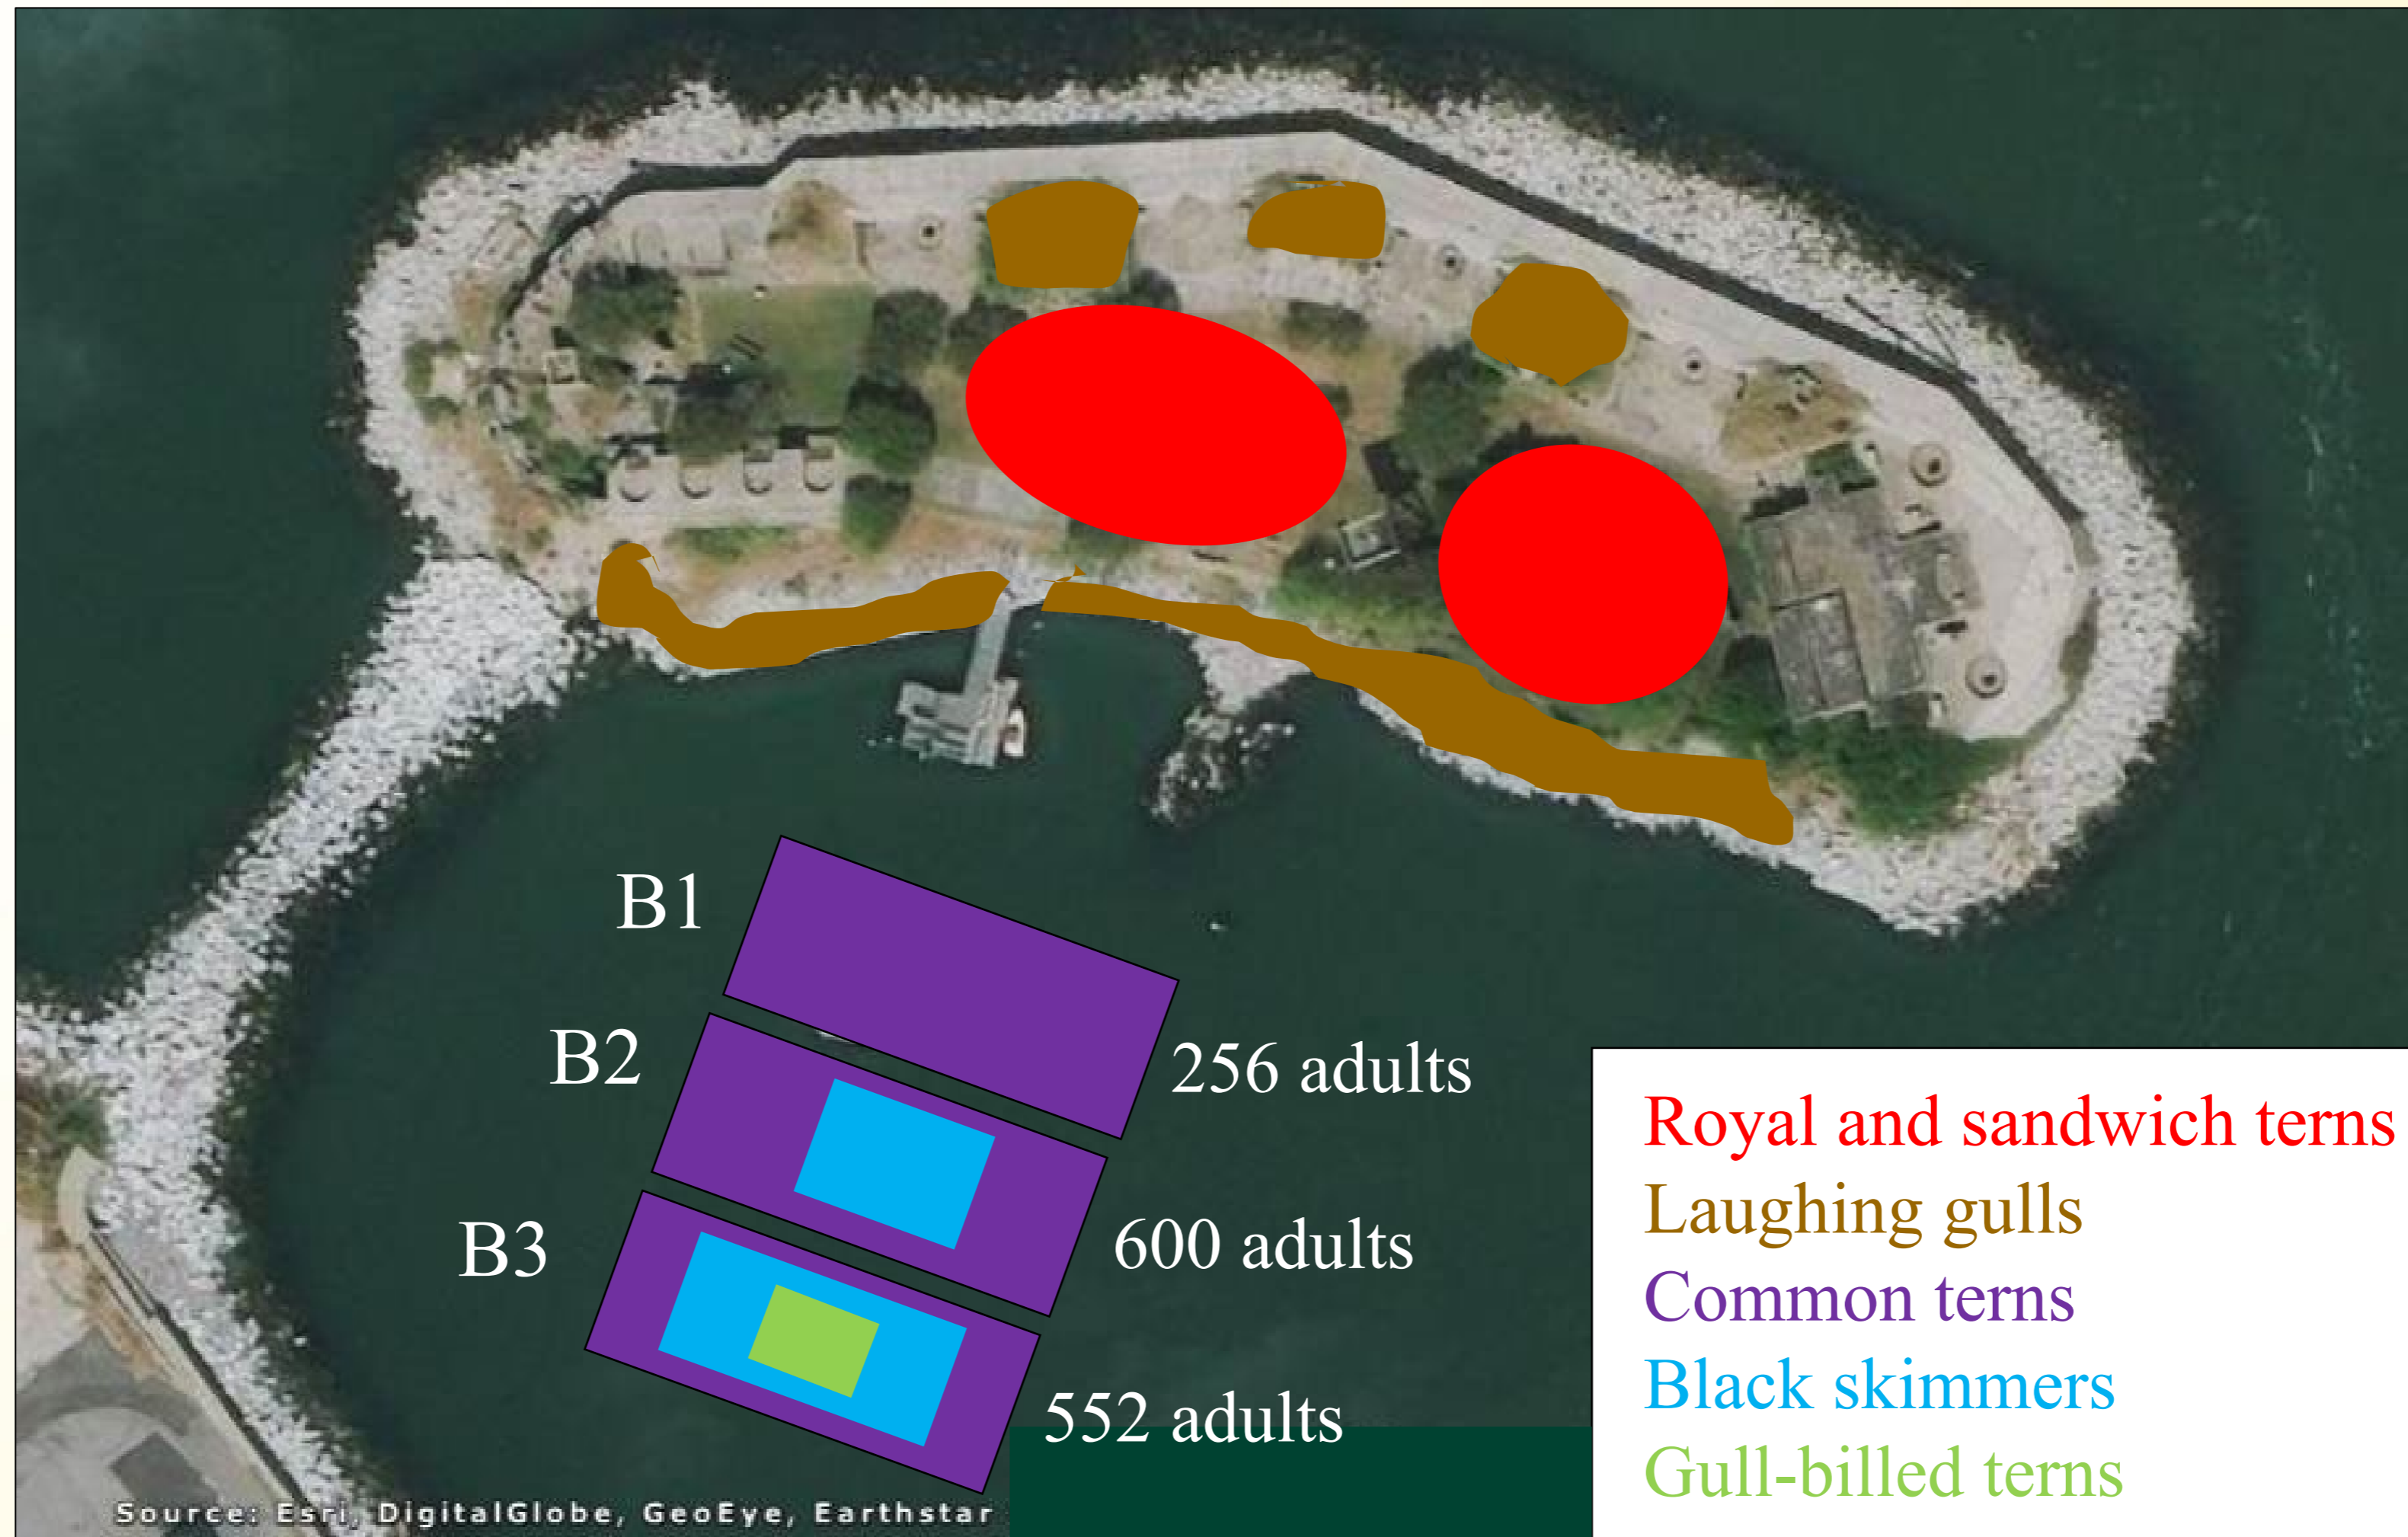 B1
256 adults
B2
600 adults
B3
552 adults
Royal and sandwich terns
Laughing gulls
Common terns
Black skimmers
Gull-billed terns
Source: Esri, DigitalGlobe, GeoEye, Earthstar